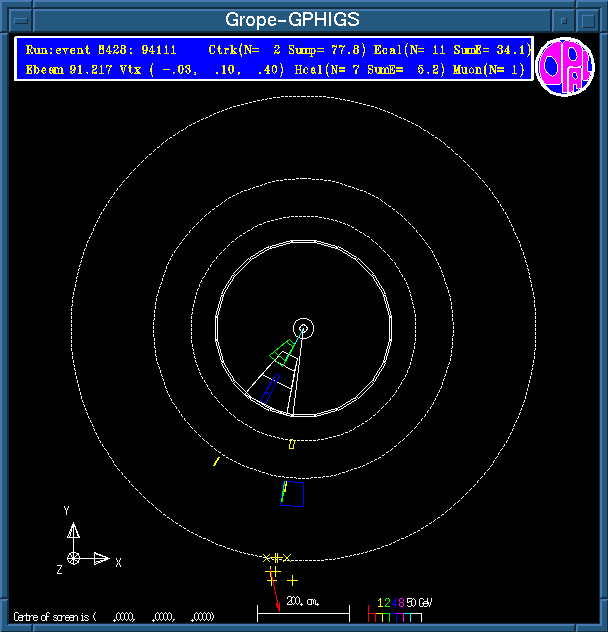 Grope-GPHIGS
Run:event 8428: 94111 Ctrk(N= 2 Sump= 77.8) Ecal(N= 11 SumE= 34.1)
Ebeam 91.217 Vtx ( -.03, .10, .40) Hcal(N= 7 SumE= 5.2) Muon(N= 1)
OPAL
Y
X
Z
200. cm.
1 2 4 8 50 GeV
Centre of screen is ( .0000, .0000, .0000)